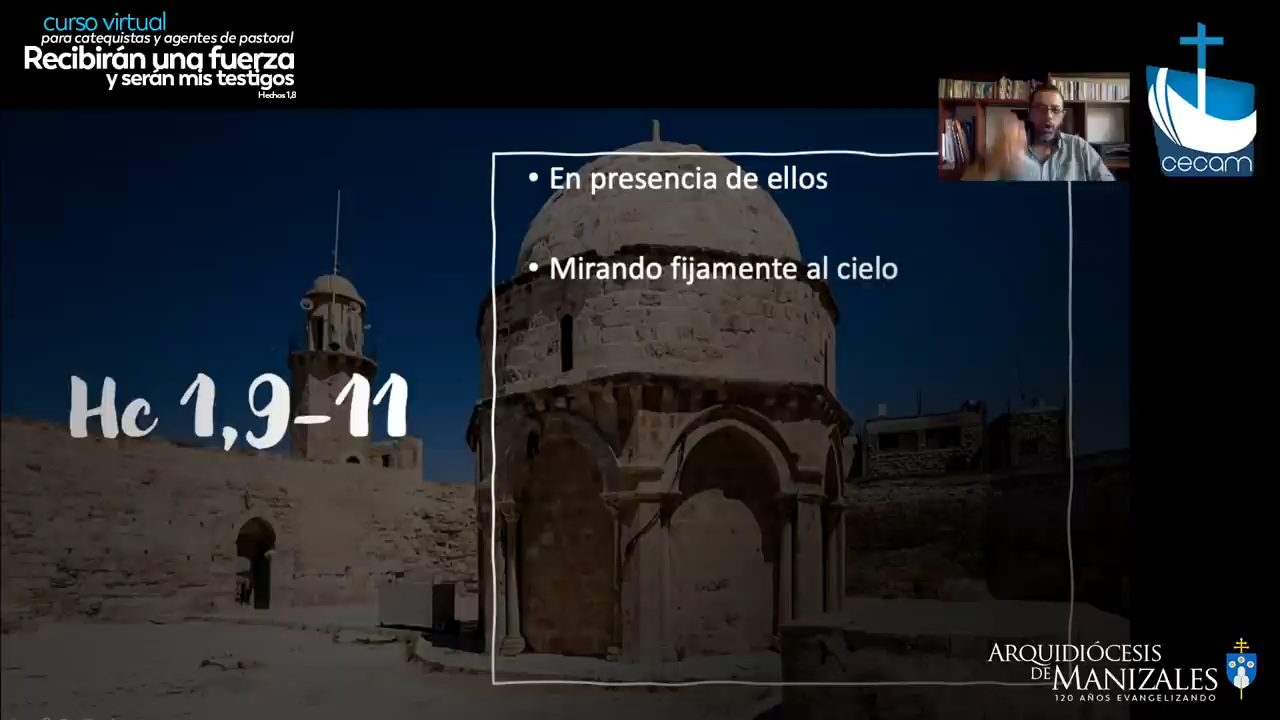 curso virtual
para catequistas y agentes de pastoral
Recibirán una fuerza
y serán mis testigos
Hechos 1,8
cecam
• En presencia de ellos
• Mirando fijamente al cielo
Hc 1,9-11
ARQUIDIÓCESIS
DE MANIZALES
120 AÑOS EVANGELIZANDO